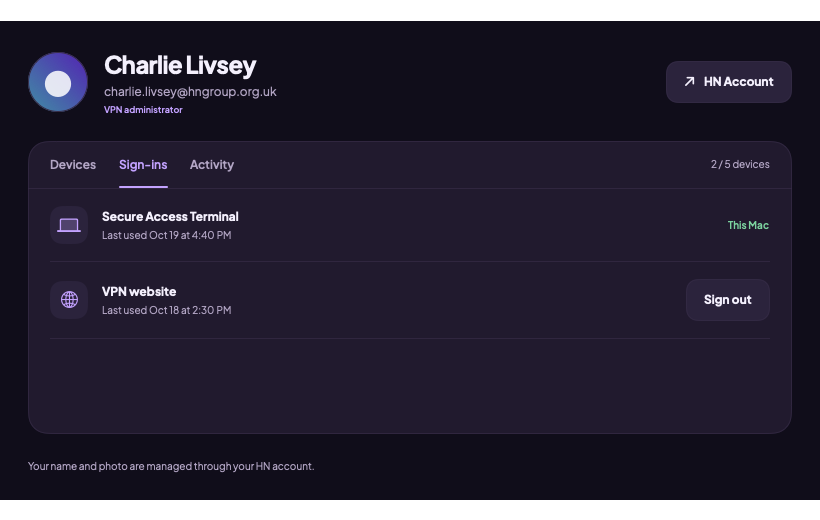 Charlie Livsey
charlie.livsey@hngroup.org.uk
VPN administrator
HN Account
Devices
Sign-ins
Activity
2 / 5 devices
Secure Access Terminal
Last used Oct 19 at 4:40 PM
This Mac
VPN website
Last used Oct 18 at 2:30 PM
Sign out
Your name and photo are managed through your HN account.